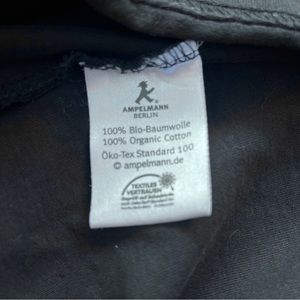 AMPELMANN
BERLIN
100% Bio-Baumwolle
100% Organic Cotton
Öko-Tex Standard 100
© ampelmann.de
TEXTILES
VERTRAUEN